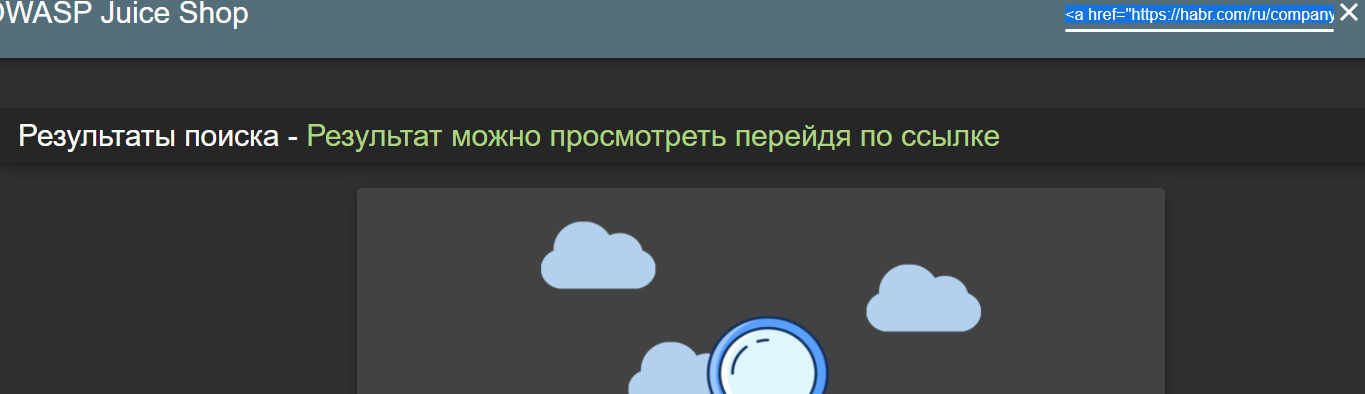 OWASP Juice Shop
<a href="https://habr.com/ru/company
Результаты поиска - Результат можно просмотреть перейдя по ссылке